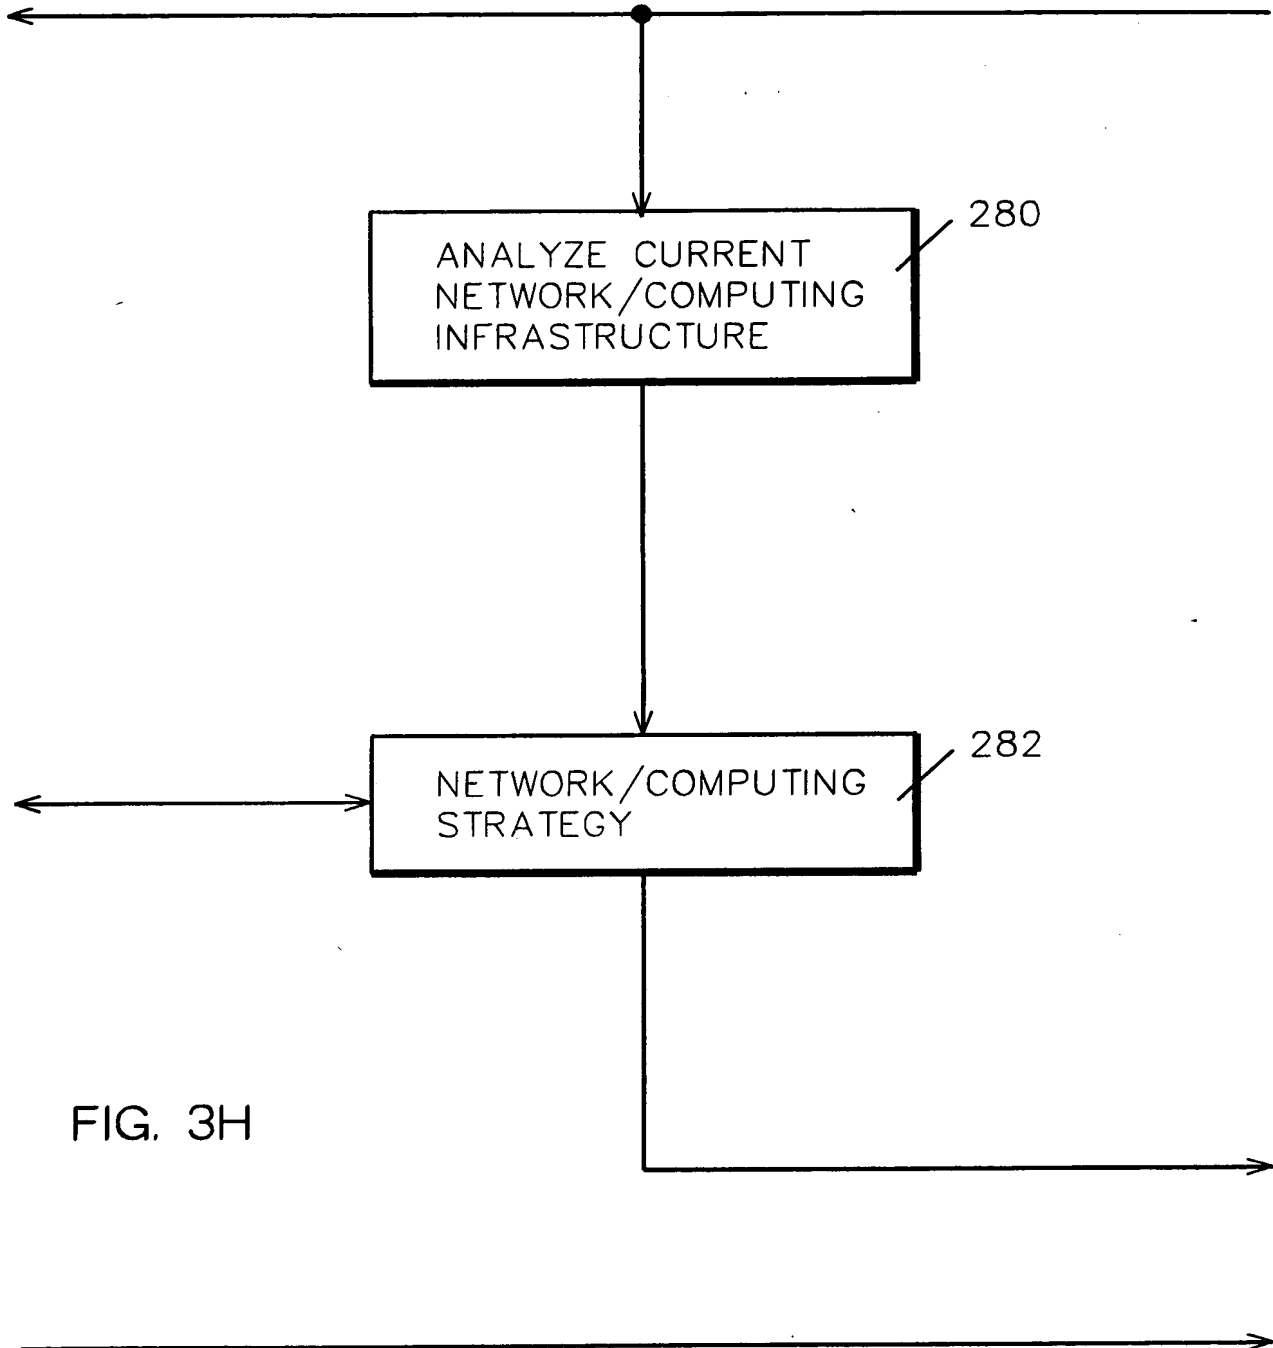 280
ANALYZE CURRENT
NETWORK/COMPUTING
INFRASTRUCTURE
282
NETWORK/COMPUTING
STRATEGY
FIG. 3H